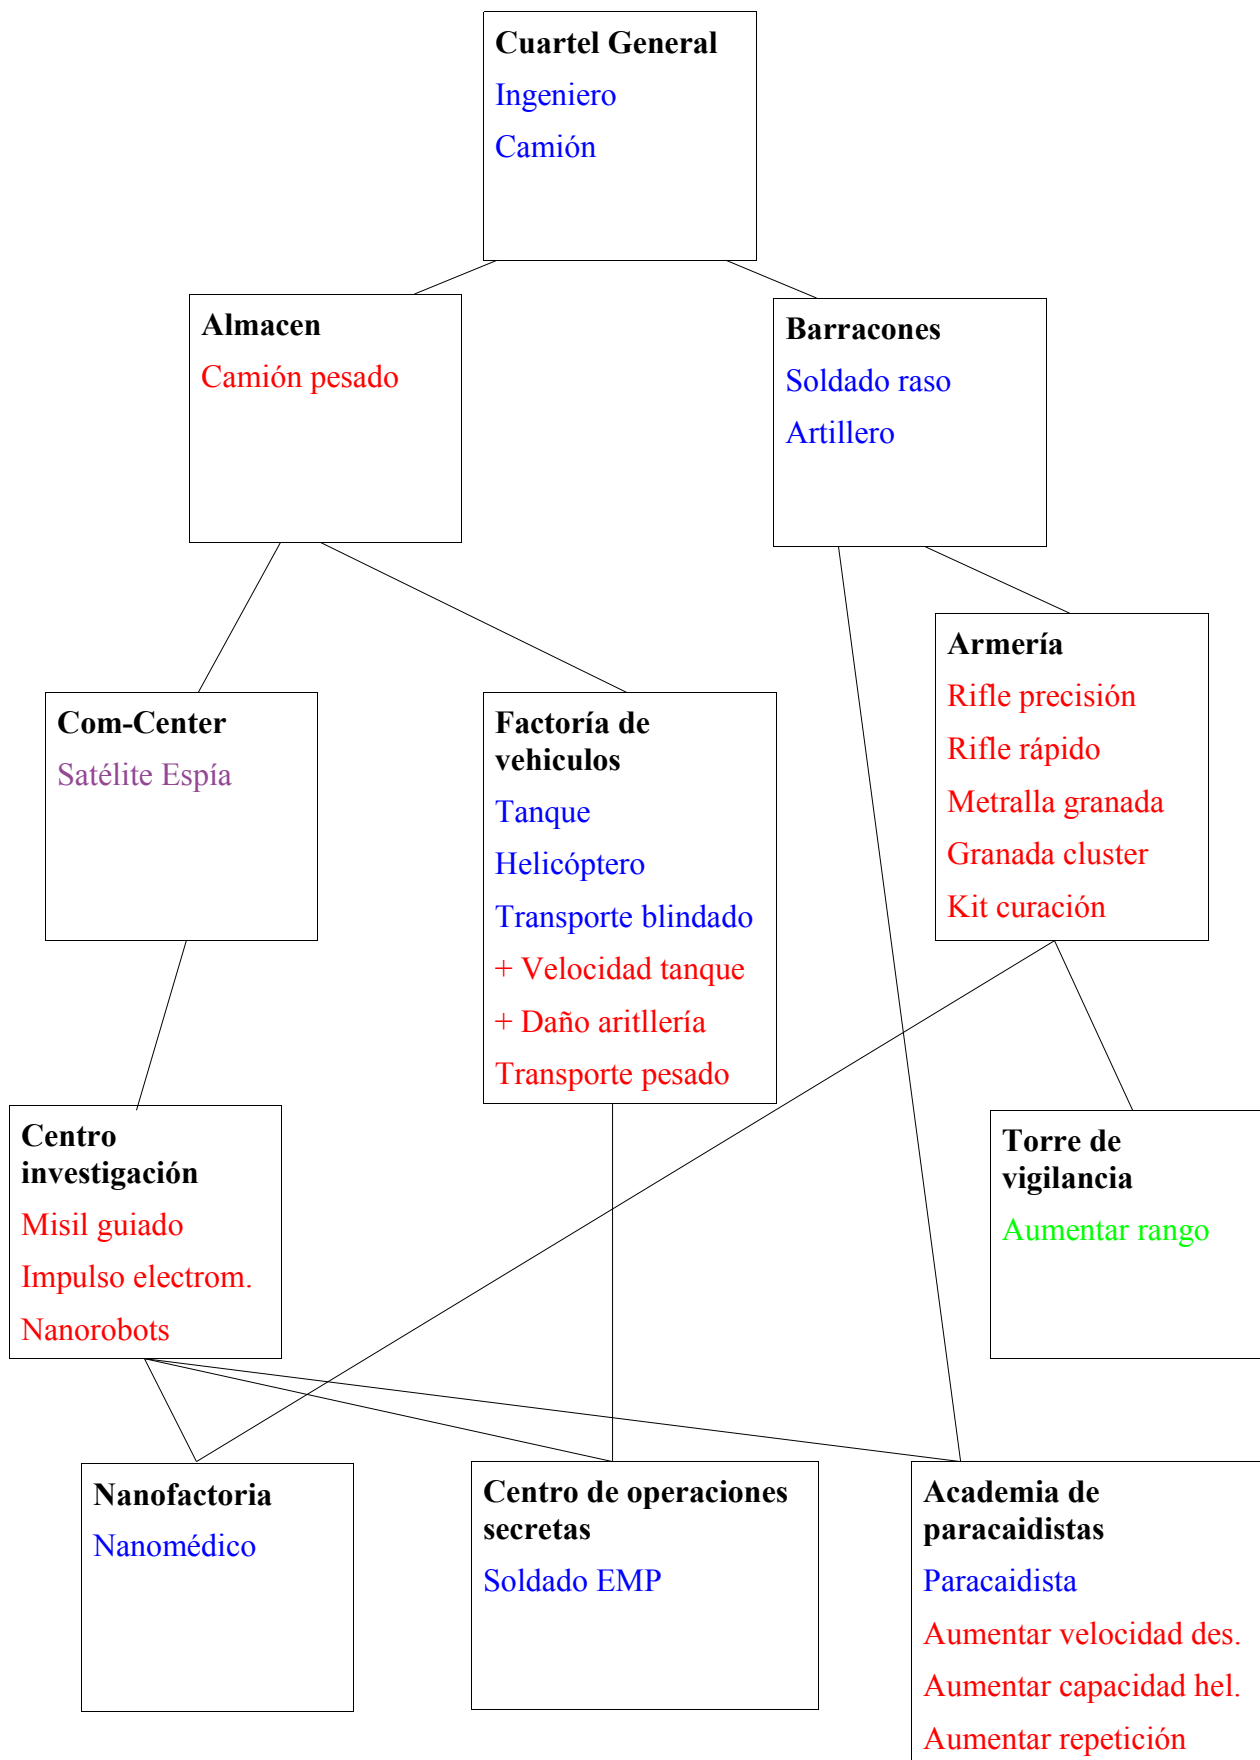 Cuartel General
Ingeniero
Camión
Almacen
Camión pesado
Barracones
Soldado raso
Artillero
Armería
Rifle precisión
Rifle rápido
Metralla granada
Granada cluster
Kit curación
Com-Center
Satélite Espía
Factoría de
vehiculos
Tanque
Helicóptero
Transporte blindado
+ Velocidad tanque
+ Daño aritllería
Transporte pesado
Centro
investigación
Misil guiado
Impulso electrom.
Nanorobots
Torre de
vigilancia
Aumentar rango
Nanofactoria
Nanomédico
Centro de operaciones
secretas
Soldado EMP
Academia de
paracaidistas
Paracaidista
Aumentar velocidad des.
Aumentar capacidad hel.
Aumentar repetición